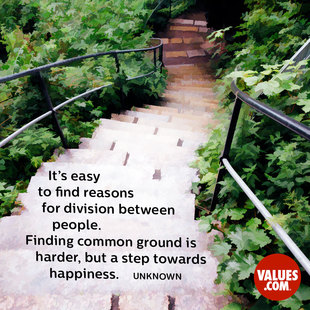 It's easy
to find reasons
for division between
people.
Finding common ground is
harder, but a step towards
happiness. UNKNOWN
VALUES
.COM®